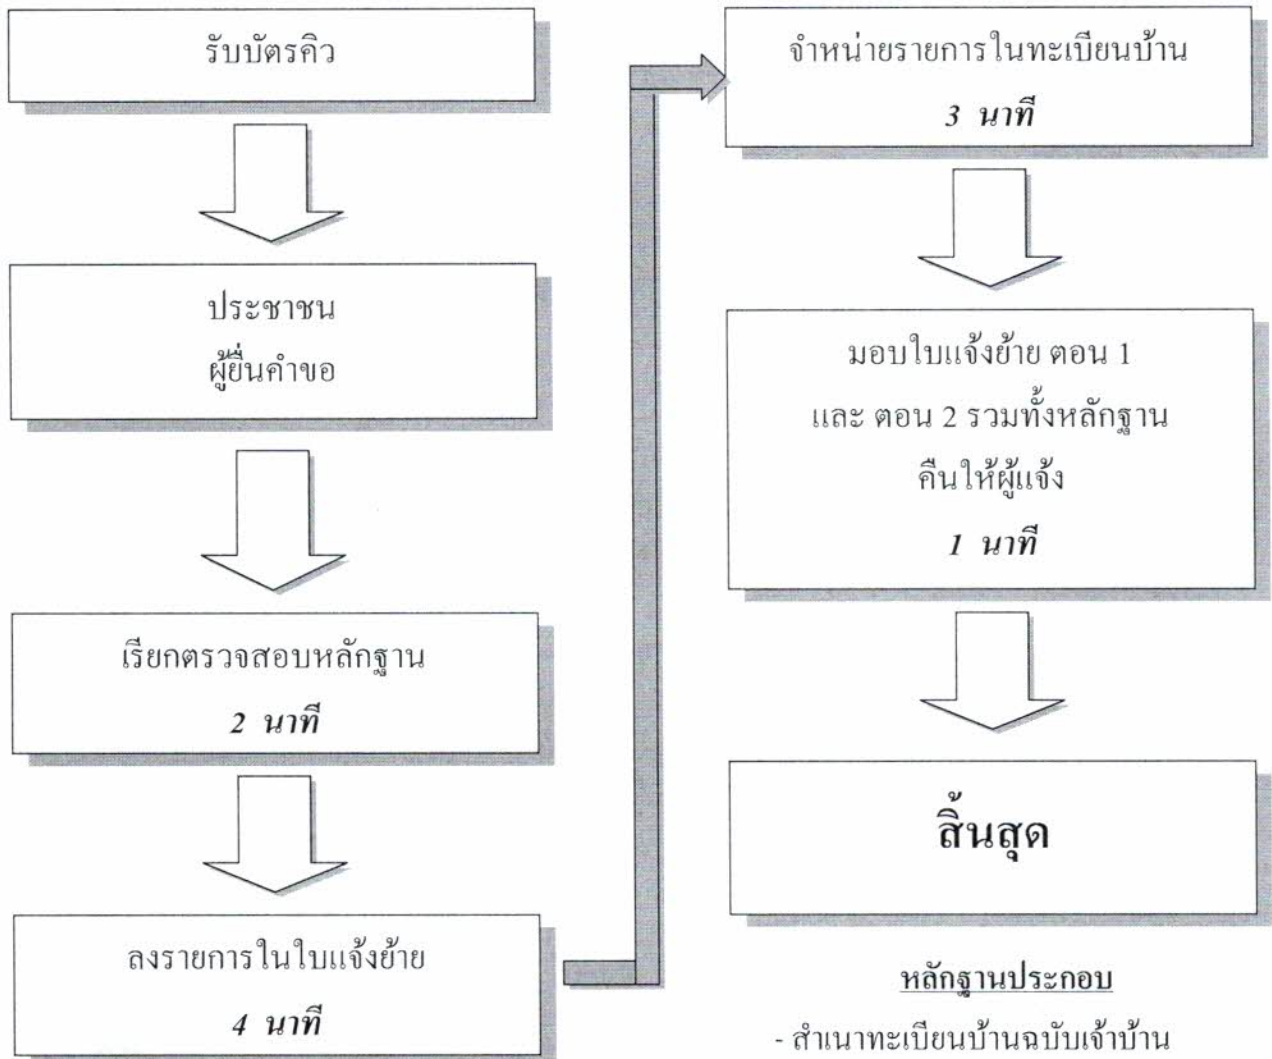 รับบัตรคิว
ประชาชน
ผู้ยื่นคำขอ
เรียกตรวจสอบหลักฐาน
2 นาที
ลงรายการในใบแจ้งย้าย
4 นาที
จำหน่ายรายการในทะเบียนบ้าน
3 นาที
มอบใบแจ้งย้าย ตอน 1
และ ตอน 2 รวมทั้งหลักฐาน
คืนให้ผู้แจ้ง
1 นาที
สิ้นสุด
หลักฐานประกอบ
- สำเนาทะเบียนบ้านฉบับเจ้าบ้าน